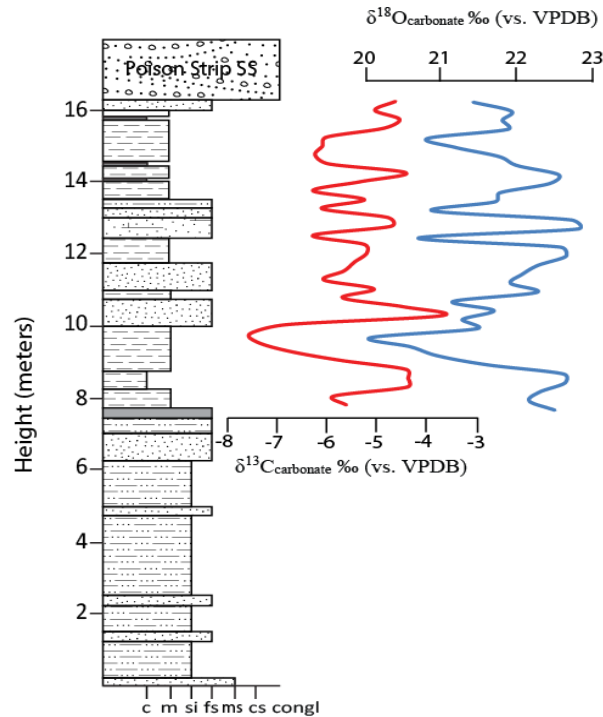 δ18Ocarbonate ‰ (vs. VPDB)
20 21 22 23
Poison Strip SS
16
14
12
10
8
6
4
2
Height (meters)
-8 -7 -6 -5 -4 -3
δ13Ccarbonate ‰ (vs. VPDB)
c m si fs ms cs congl